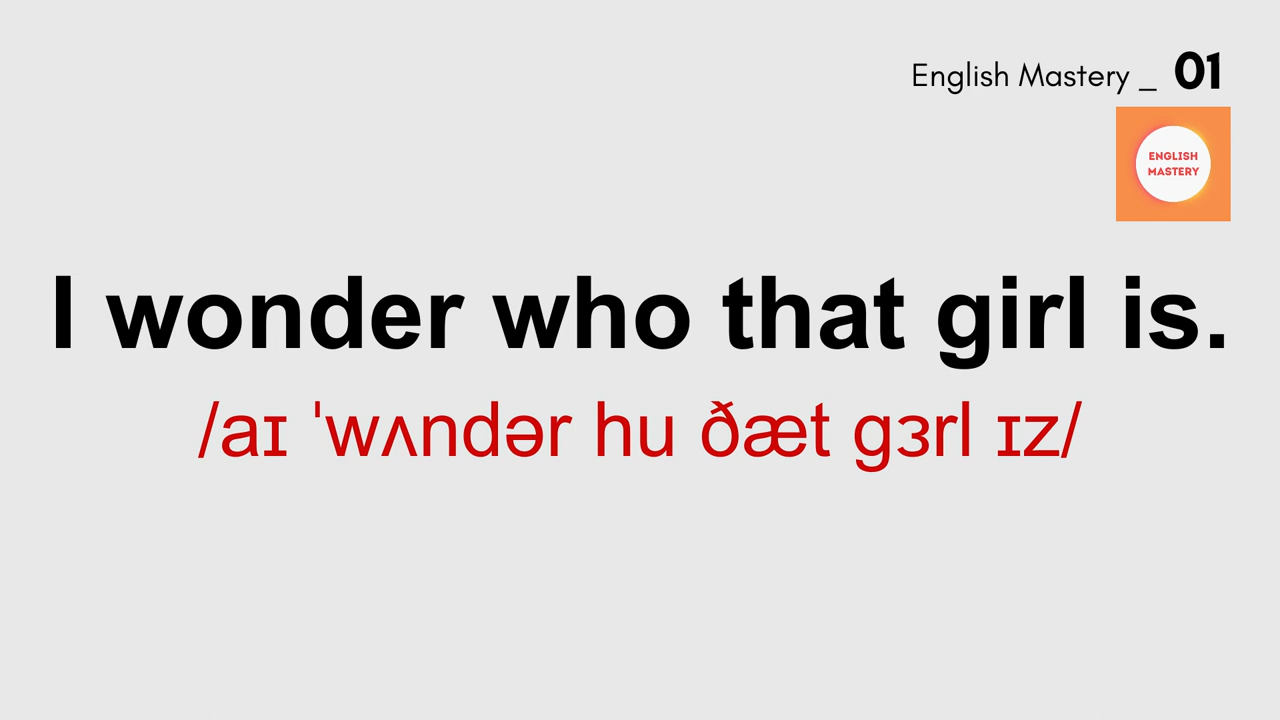 English Mastery _ 01
ENGLISH
MASTERY
I wonder who that girl is.
/aɪ ˈwʌndər hu ðæt gɜrl ɪz/